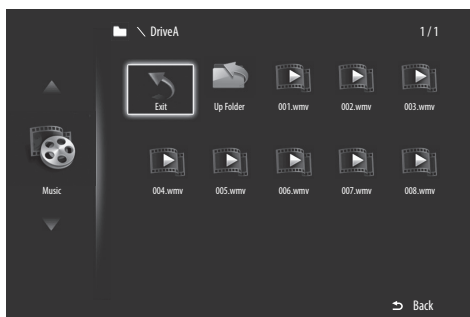 \ DriveA 1 / 1
Exit Up Folder 001.wmv 002.wmv 003.wmv
Music
004.wmv 005.wmv 006.wmv 007.wmv 008.wmv
Back